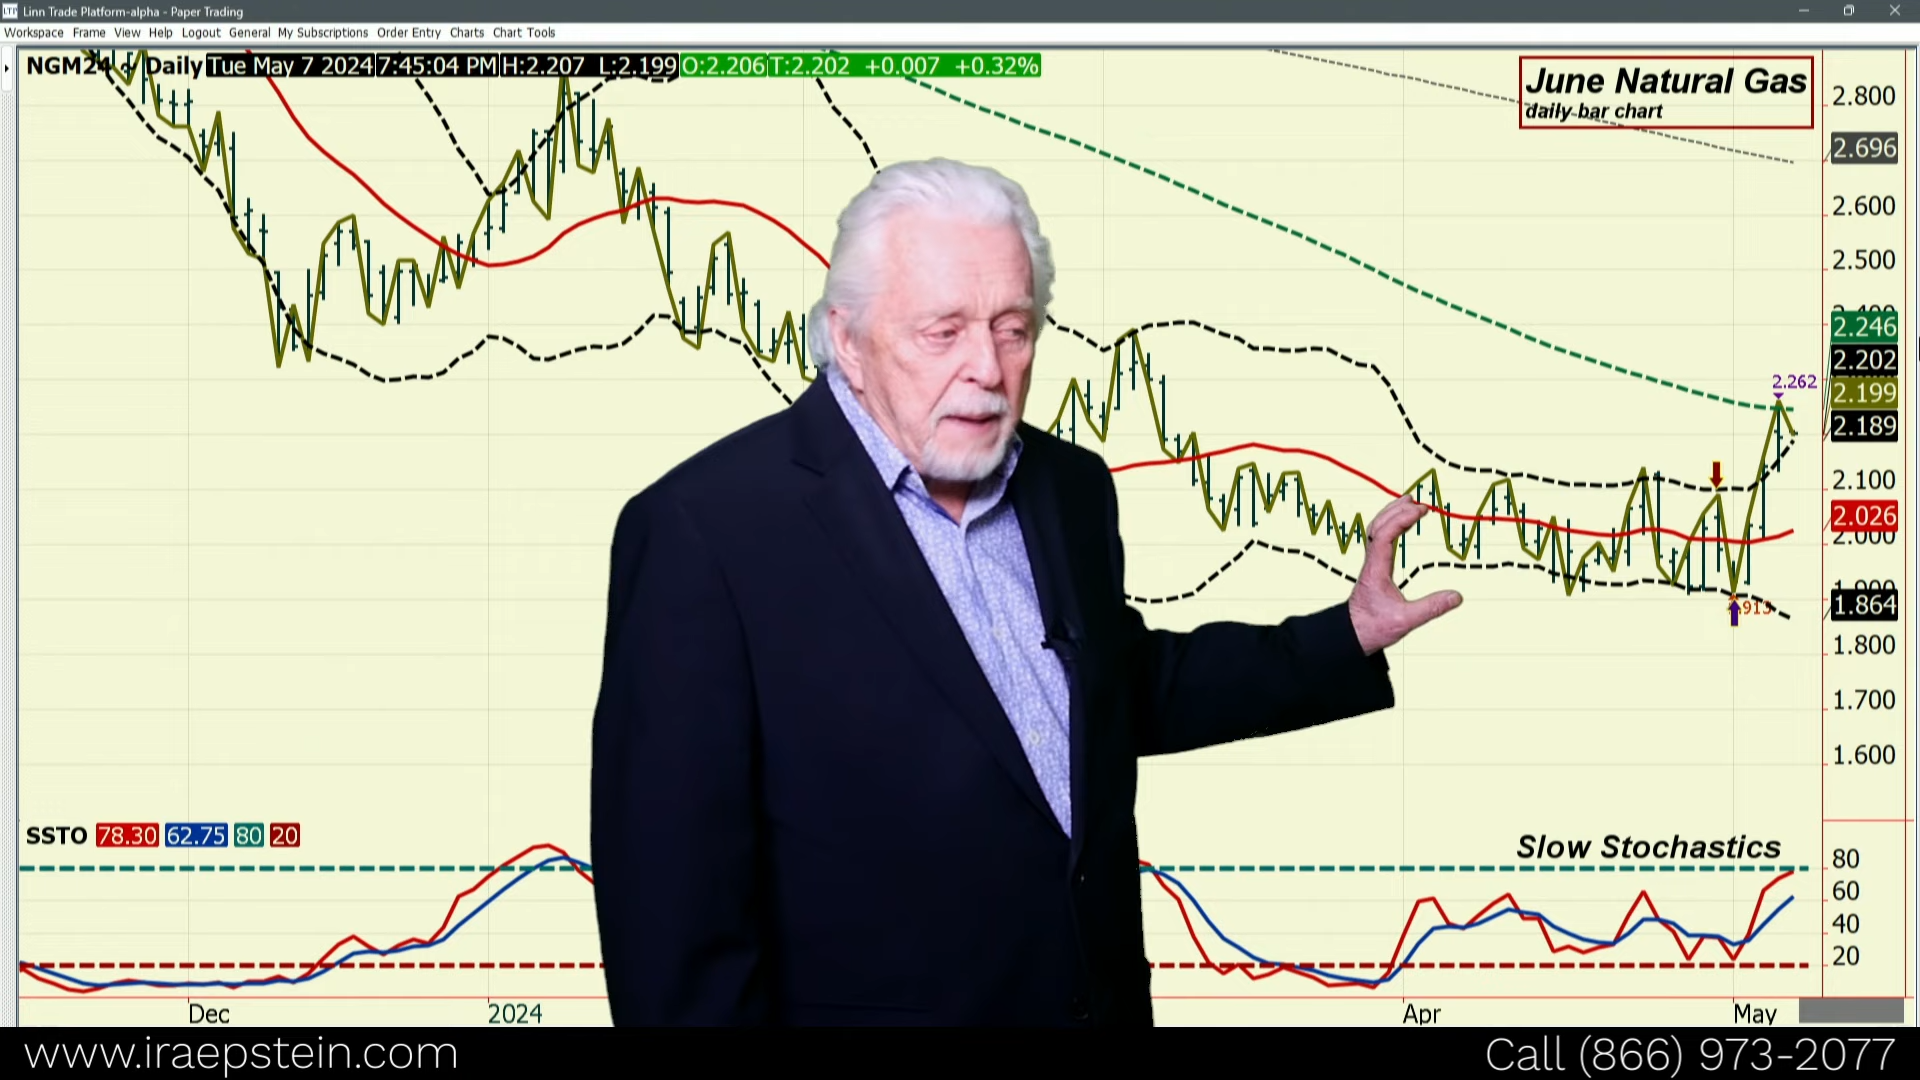 Linn Trade Platform-alpha - Paper Trading
Workspace Frame View Help Logout General My Subscriptions Order Entry Charts Chart Tools
NGM24 ~ Daily Tue May 7 2024 7:45:04 PM H:2.207 L:2.199 O:2.206 T:2.202 +0.007 +0.32%
June Natural Gas
daily bar chart
2.800
2.696
2.600
2.500
2.246
2.202
2.262
2.199
2.189
2.100
2.026
2.000
1.864
1.800
1.700
1.600
SSTO 78.30 62.75 80 20
Slow Stochastics
80
60
40
20
Dec 2024 Apr May
www.iraepstein.com Call (866) 973-2077